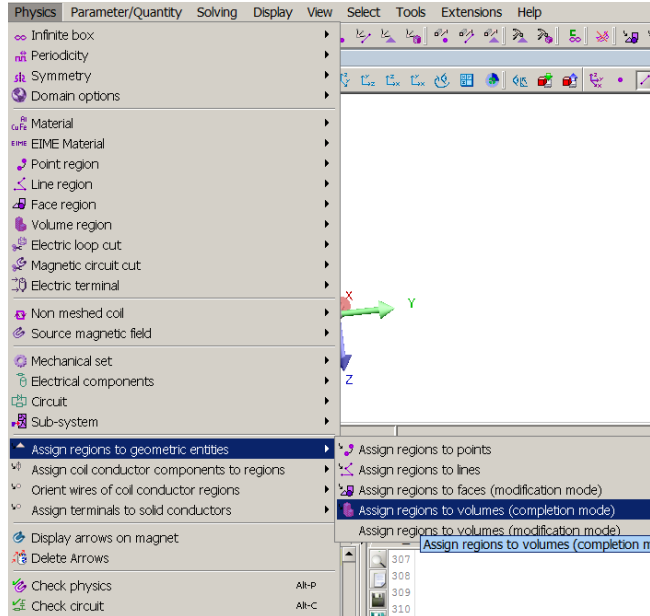 Physics Parameter/Quantity Solving Display View Select Tools Extensions Help
Infinite box
Periodicity
Symmetry
Domain options
Material
EIME Material
Point region
Line region
Face region
Volume region
Electric loop cut
Magnetic circuit cut
Electric terminal
X
Y
Z
Non meshed coil
Source magnetic field
Mechanical set
Electrical components
Circuit
Sub-system
Assign regions to geometric entities
Assign regions to points
Assign coil conductor components to regions
Assign regions to lines
Orient wires of coil conductor regions
Assign regions to faces (modification mode)
Assign terminals to solid conductors
Assign regions to volumes (completion mode)
Assign regions to volumes (modification mode)
Assign regions to volumes (completion m
Display arrows on magnet
Delete Arrows
307
308
309
310
Check physics Alt-P
Check circuit Alt-C